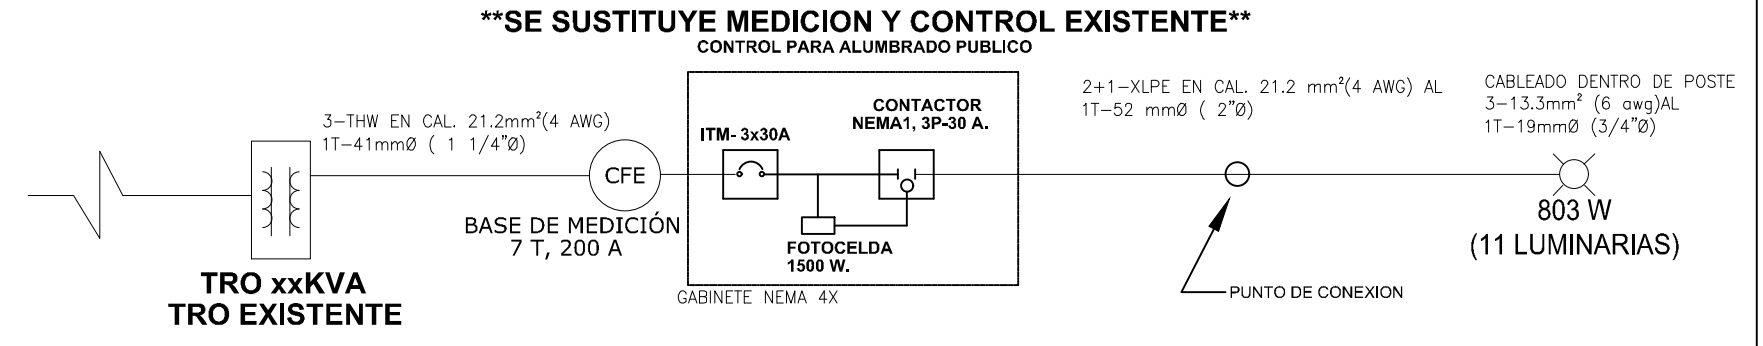 **SE SUSTITUYE MEDICION Y CONTROL EXISTENTE**
CONTROL PARA ALUMBRADO PUBLICO
3-THW EN CAL. 21.2mm²(4 AWG)
1T-41mmØ ( 1 1/4"Ø)
TRO xxKVA
TRO EXISTENTE
CFE
BASE DE MEDICIÓN
7 T, 200 A
ITM- 3x30A
CONTACTOR
NEMA1, 3P-30 A.
FOTOCELDA
1500 W.
GABINETE NEMA 4X
2+1-XLPE EN CAL. 21.2 mm²(4 AWG) AL
1T-52 mmØ ( 2"Ø)
PUNTO DE CONEXION
CABLEADO DENTRO DE POSTE
3-13.3mm² (6 awg)AL
1T-19mmØ (3/4"Ø)
803 W
(11 LUMINARIAS)